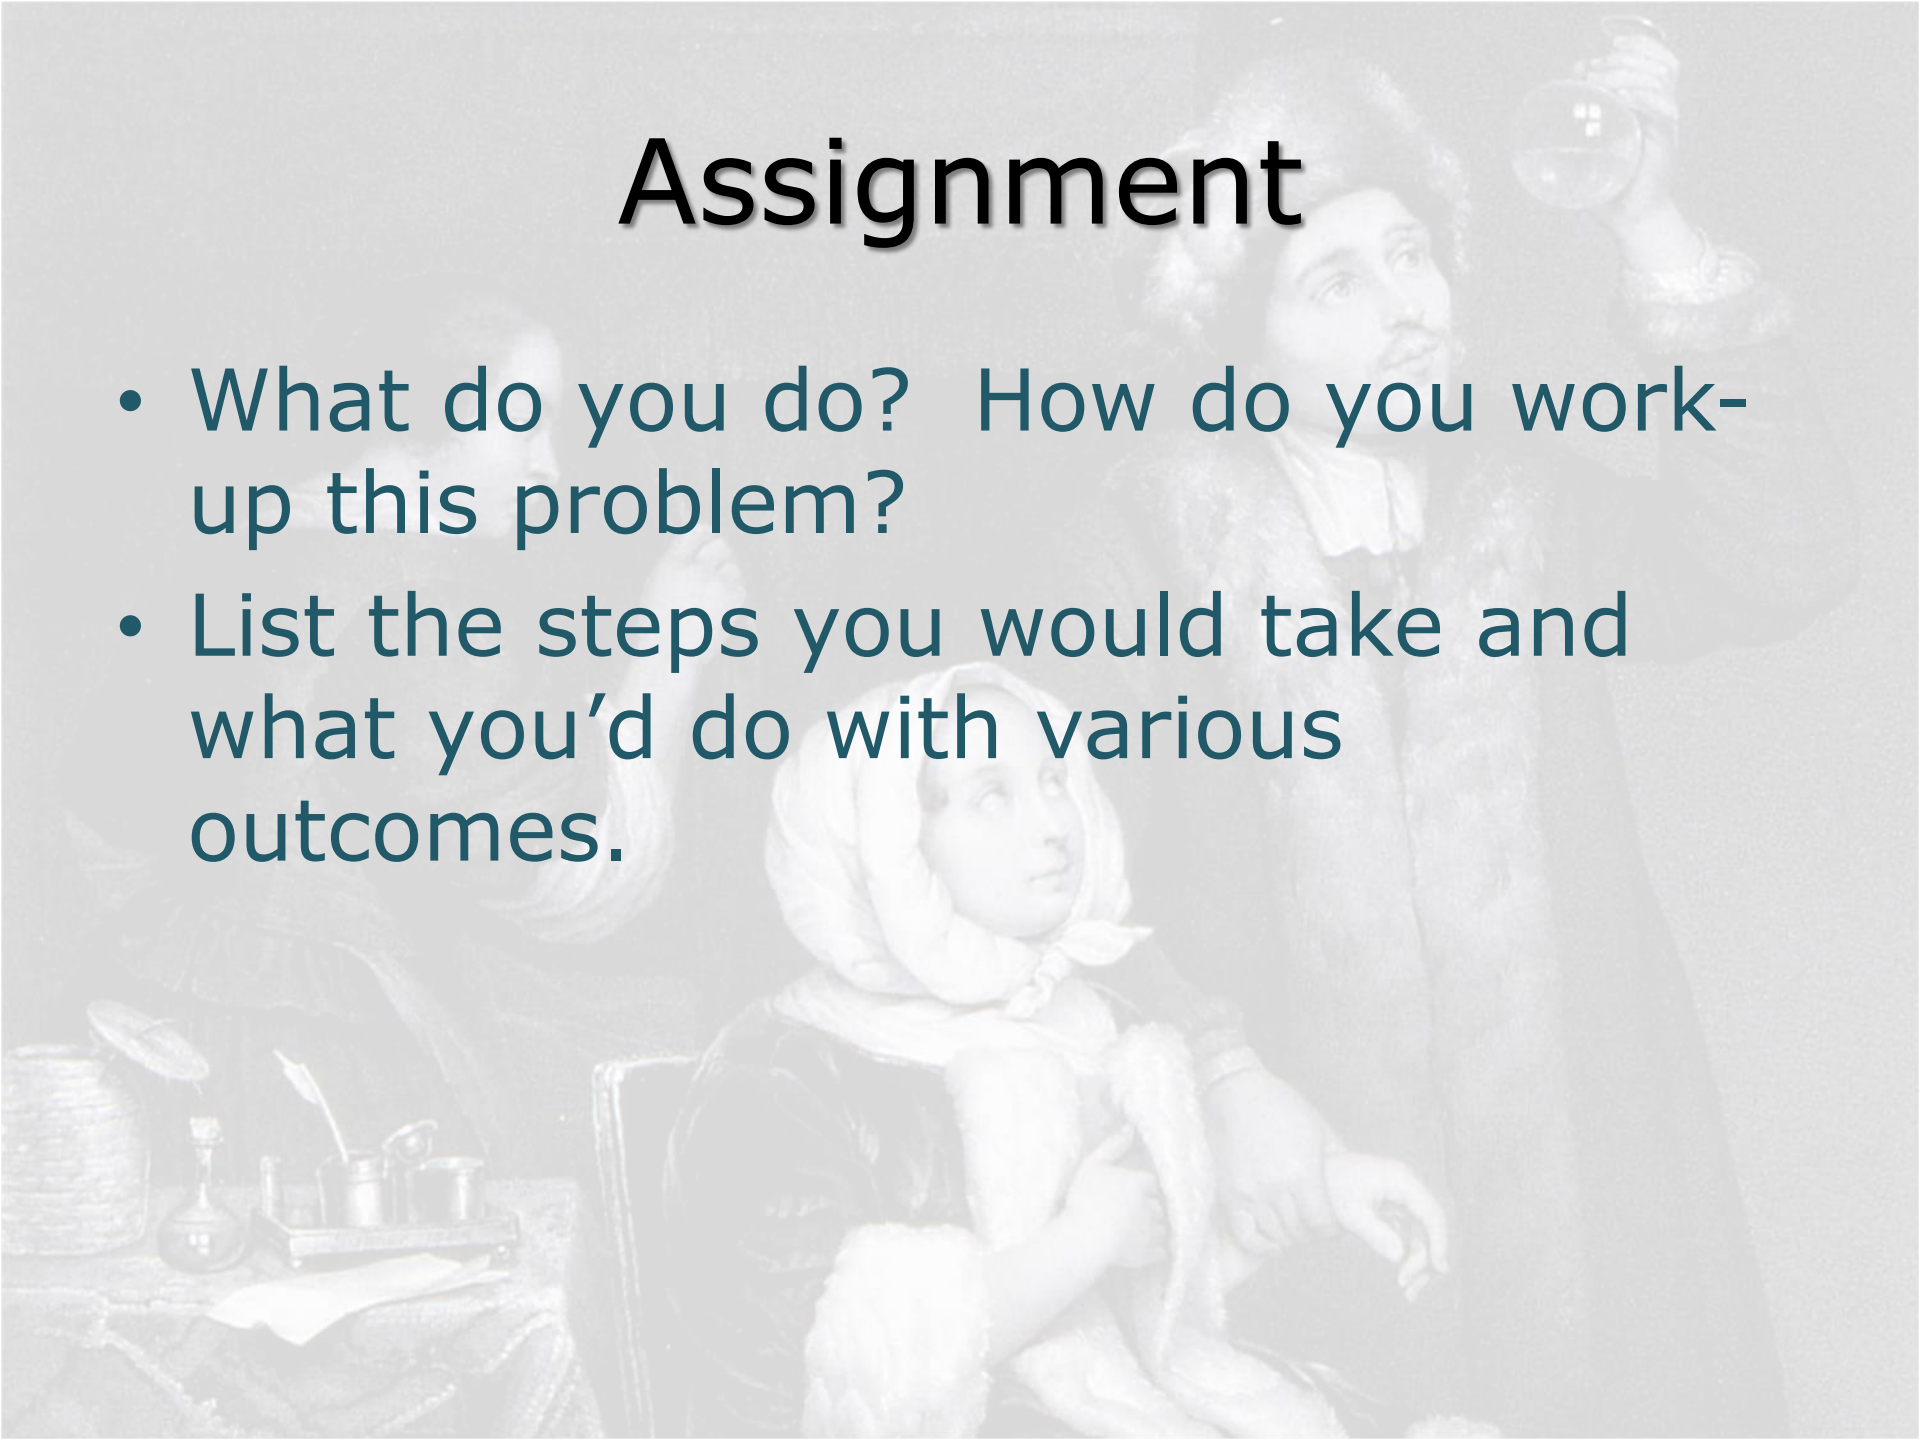 Assignment
• What do you do?  How do you work-
up this problem?
• List the steps you would take and
what you’d do with various
outcomes.